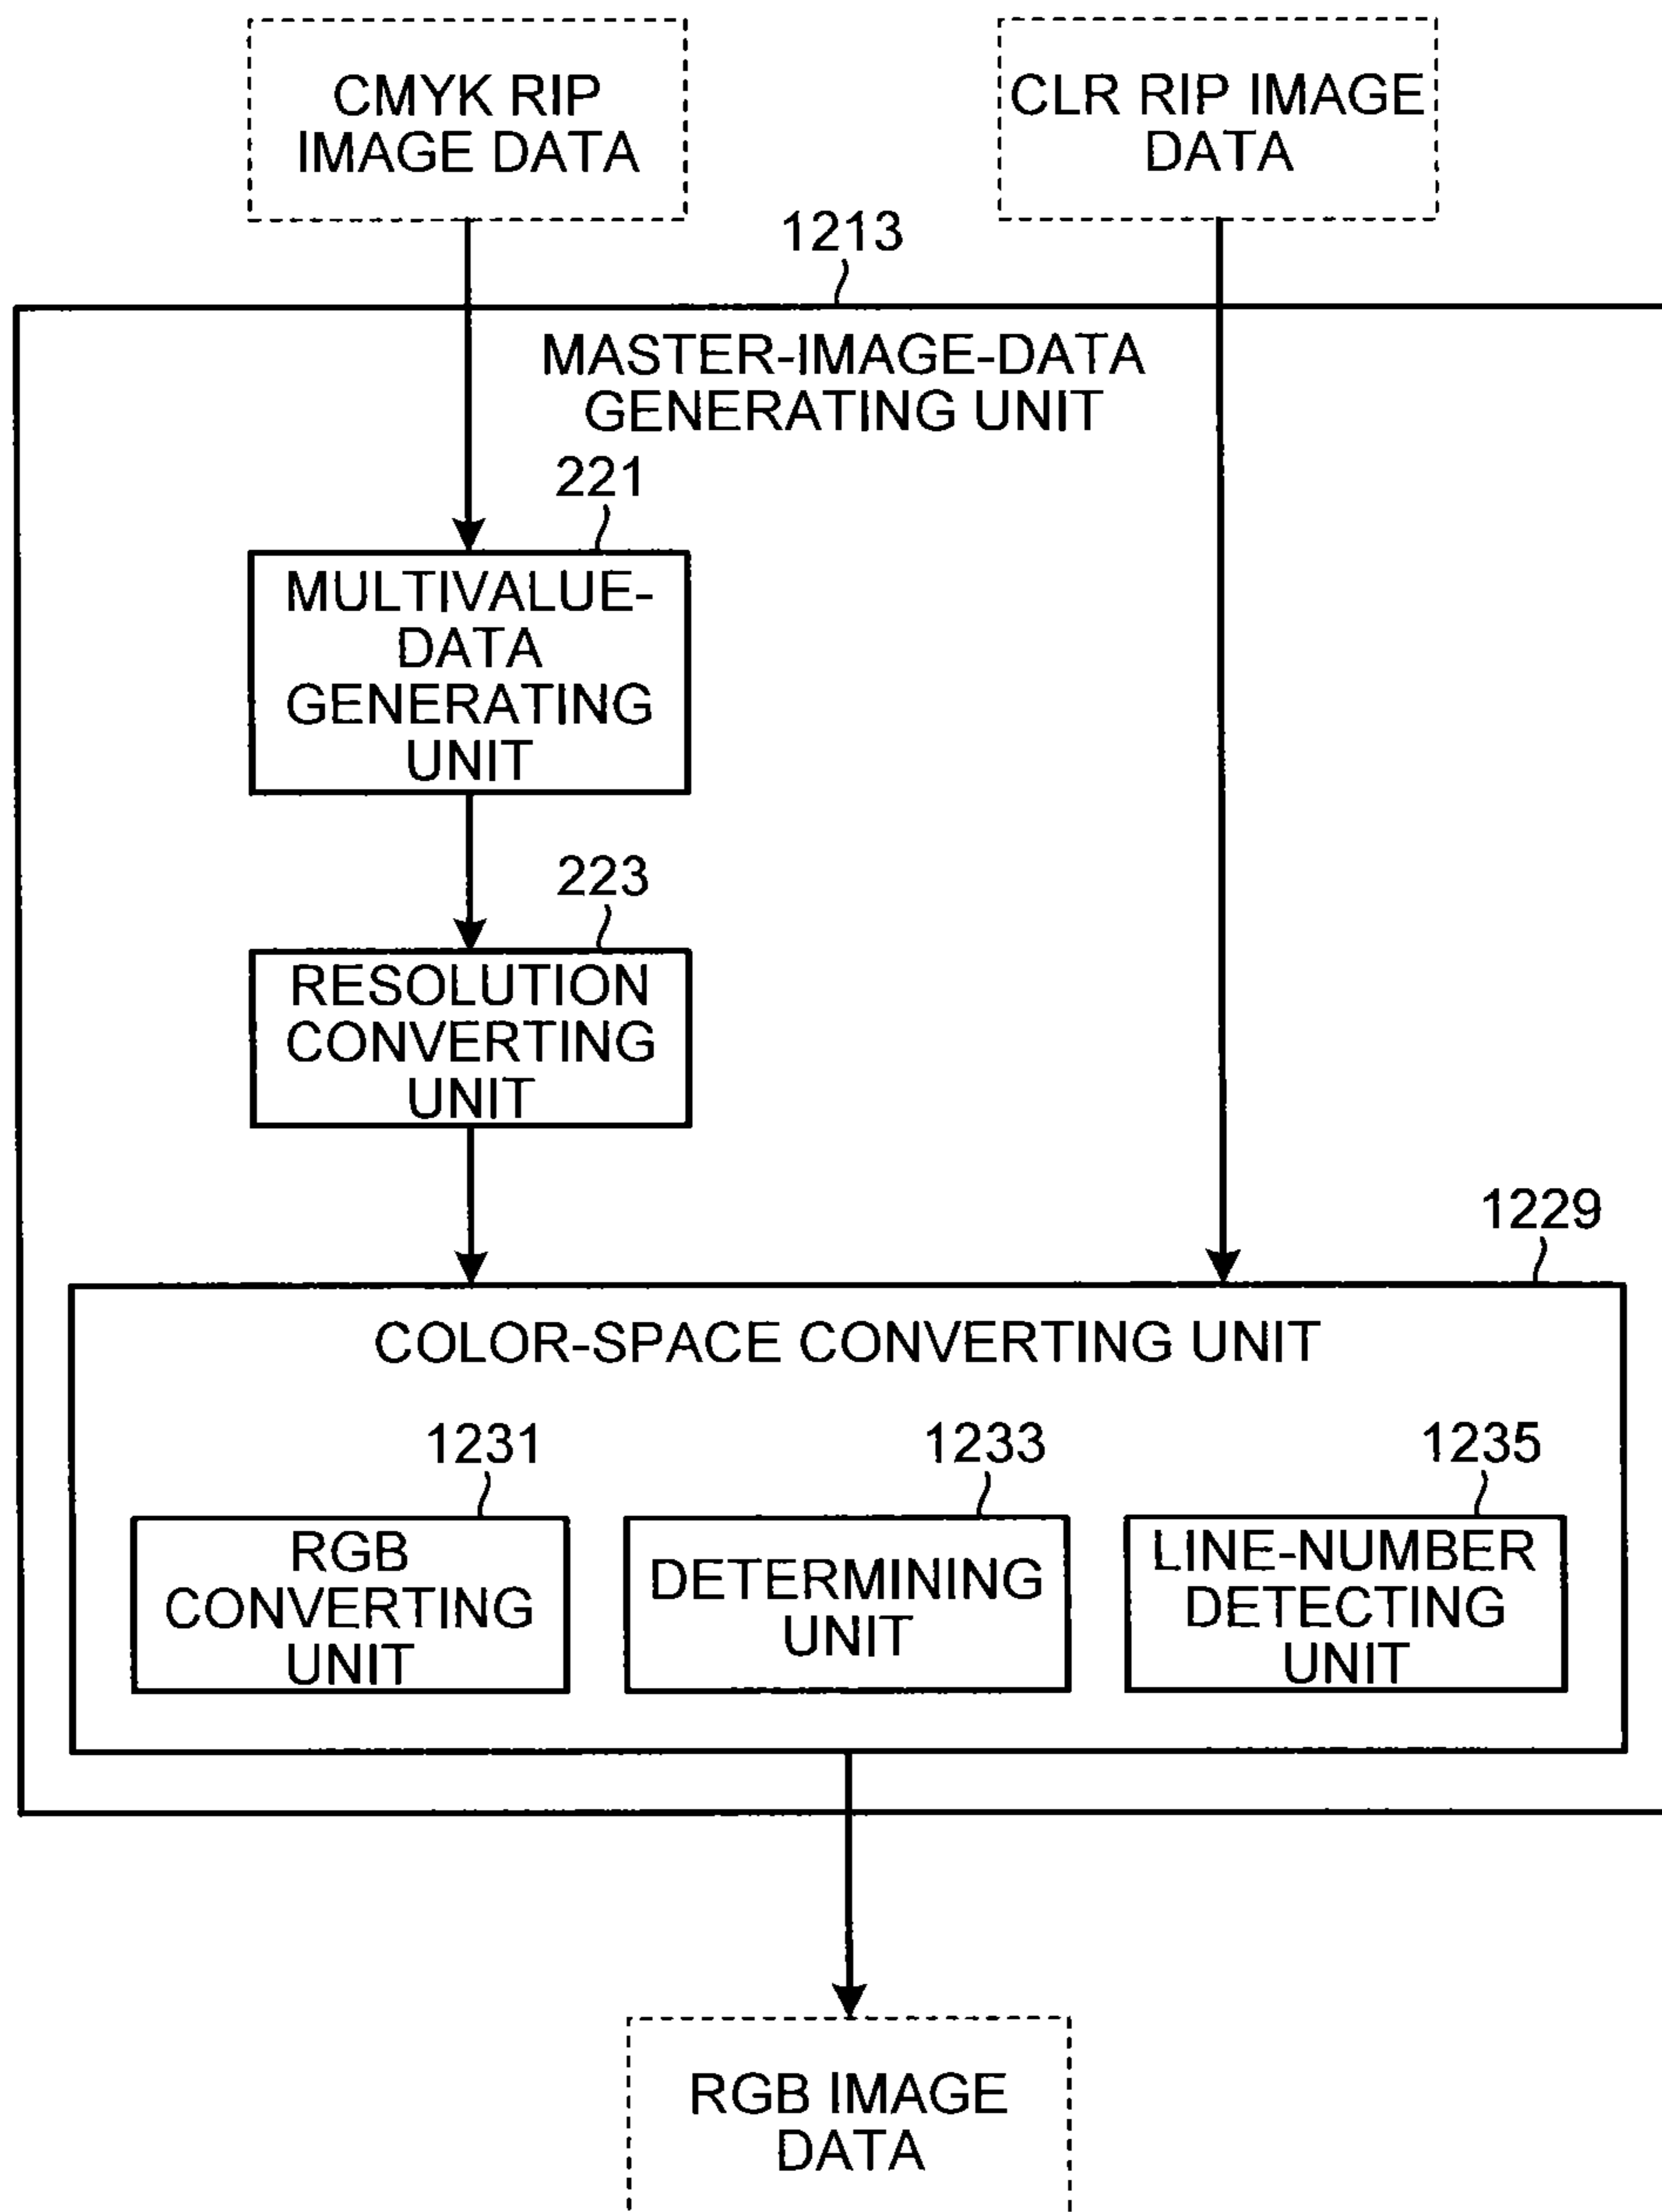 CMYK RIP
IMAGE DATA
CLR RIP IMAGE
DATA
1213
MASTER-IMAGE-DATA
GENERATING UNIT
221
MULTIVALUE-
DATA
GENERATING
UNIT
223
RESOLUTION
CONVERTING
UNIT
1229
COLOR-SPACE CONVERTING UNIT
1231
RGB
CONVERTING
UNIT
1233
DETERMINING
UNIT
1235
LINE-NUMBER
DETECTING
UNIT
RGB IMAGE
DATA